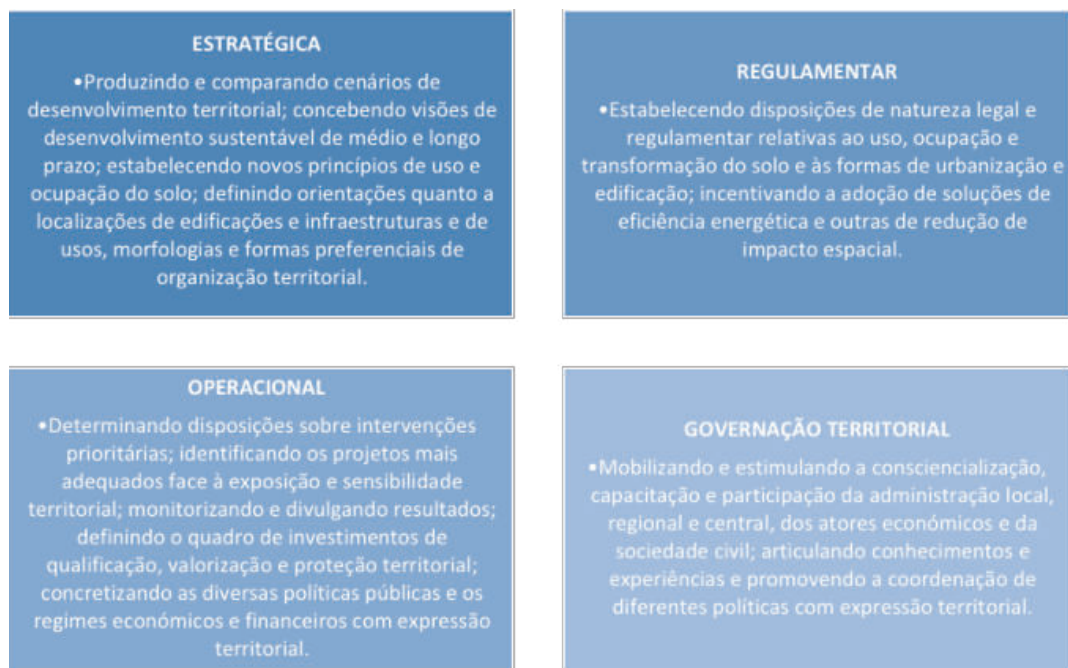 ESTRATÉGICA
•Produzindo e comparando cenários de
desenvolvimento territorial; concebendo visões de
desenvolvimento sustentável de médio e longo
prazo; estabelecendo novos princípios de uso e
ocupação do solo; definindo orientações quanto a
localizações de edificações e infraestruturas e de
usos, morfologias e formas preferenciais de
organização territorial.
REGULAMENTAR
•Estabelecendo disposições de natureza legal e
regulamentar relativas ao uso, ocupação e
transformação do solo e às formas de urbanização e
edificação; incentivando a adoção de soluções de
eficiência energética e outras de redução de
impacto espacial.
OPERACIONAL
•Determinando disposições sobre intervenções
prioritárias; identificando os projetos mais
adequados face à exposição e sensibilidade
territorial; monitorizando e divulgando resultados;
definindo o quadro de investimentos de
qualificação, valorização e proteção territorial;
concretizando as diversas políticas públicas e os
regimes económicos e financeiros com expressão
territorial.
GOVERNAÇÃO TERRITORIAL
•Mobilizando e estimulando a consciencialização,
capacitação e participação da administração local,
regional e central, dos atores económicos e da
sociedade civil; articulando conhecimentos e
experiências e promovendo a coordenação de
diferentes políticas com expressão territorial.